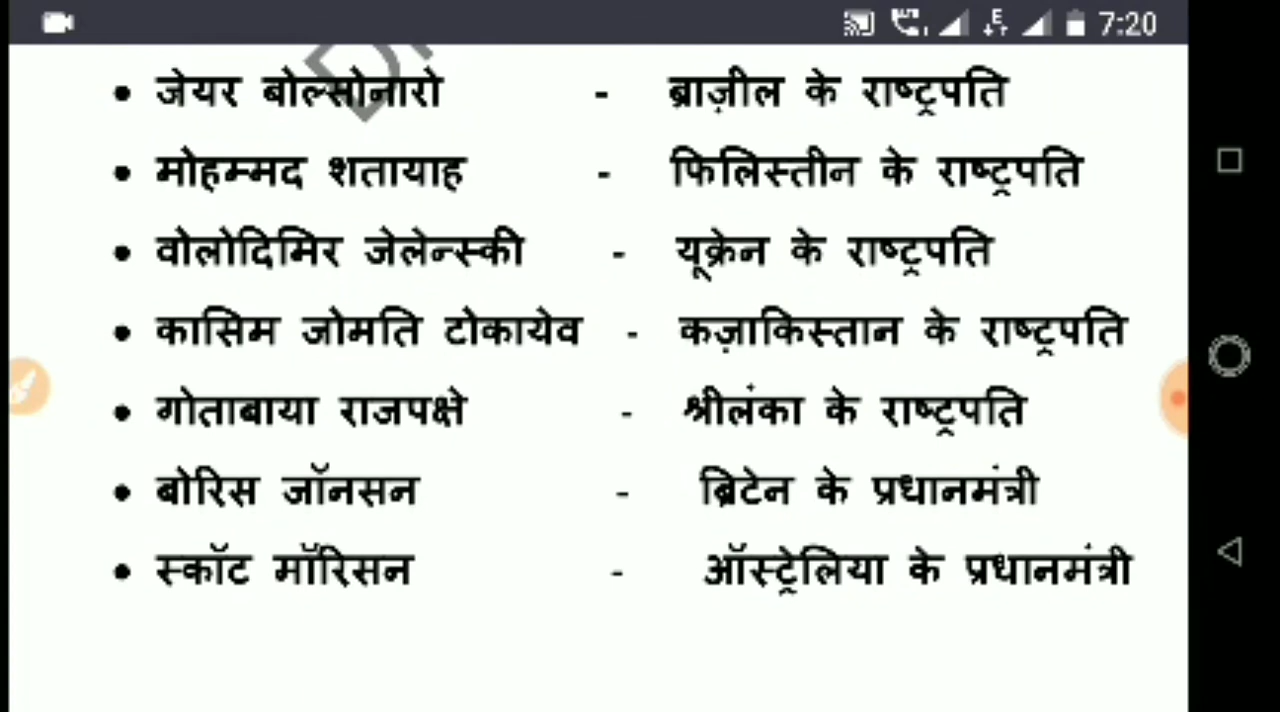 7:20
• जेयर बोल्सोनारो - ब्राज़ील के राष्ट्रपति
• मोहम्मद शतायाह - फिलिस्तीन के राष्ट्रपति
• वोलोदिमिर जेलेन्स्की - यूक्रेन के राष्ट्रपति
• कासिम जोमति टोकायेव - कज़ाकिस्तान के राष्ट्रपति
• गोताबाया राजपक्षे - श्रीलंका के राष्ट्रपति
• बोरिस जॉनसन - ब्रिटेन के प्रधानमंत्री
• स्कॉट मॉरिसन - ऑस्ट्रेलिया के प्रधानमंत्री